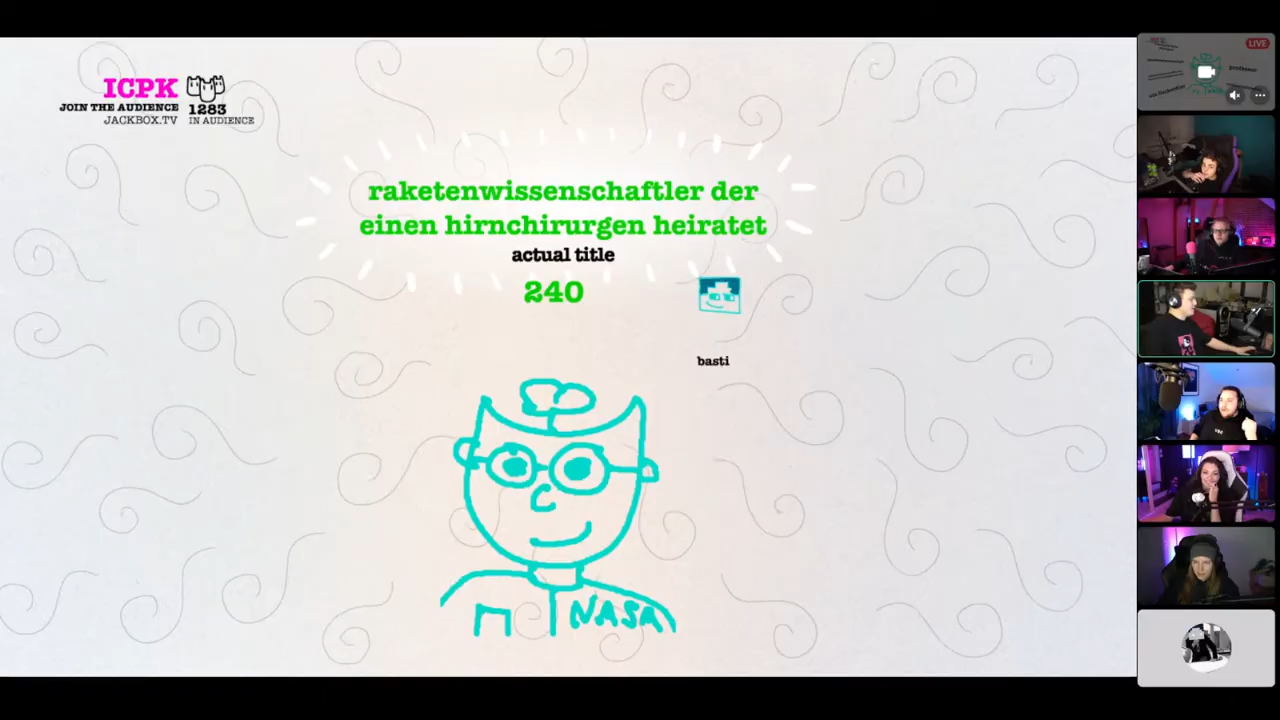 ICPK
JOIN THE AUDIENCE
JACKBOX.TV
1283
IN AUDIENCE
raketenwissenschaftler der
einen hirnchirurgen heiratet
actual title
240
basti
NASA
LIVE
professor